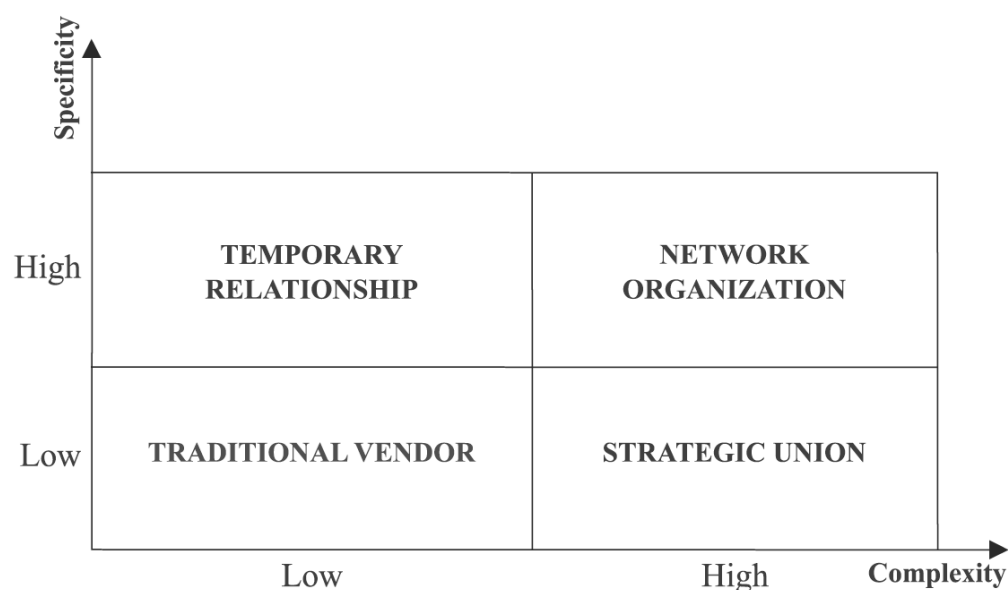 Specificity
High
TEMPORARY
RELATIONSHIP
NETWORK
ORGANIZATION
Low
TRADITIONAL VENDOR
STRATEGIC UNION
Low
High
Complexity